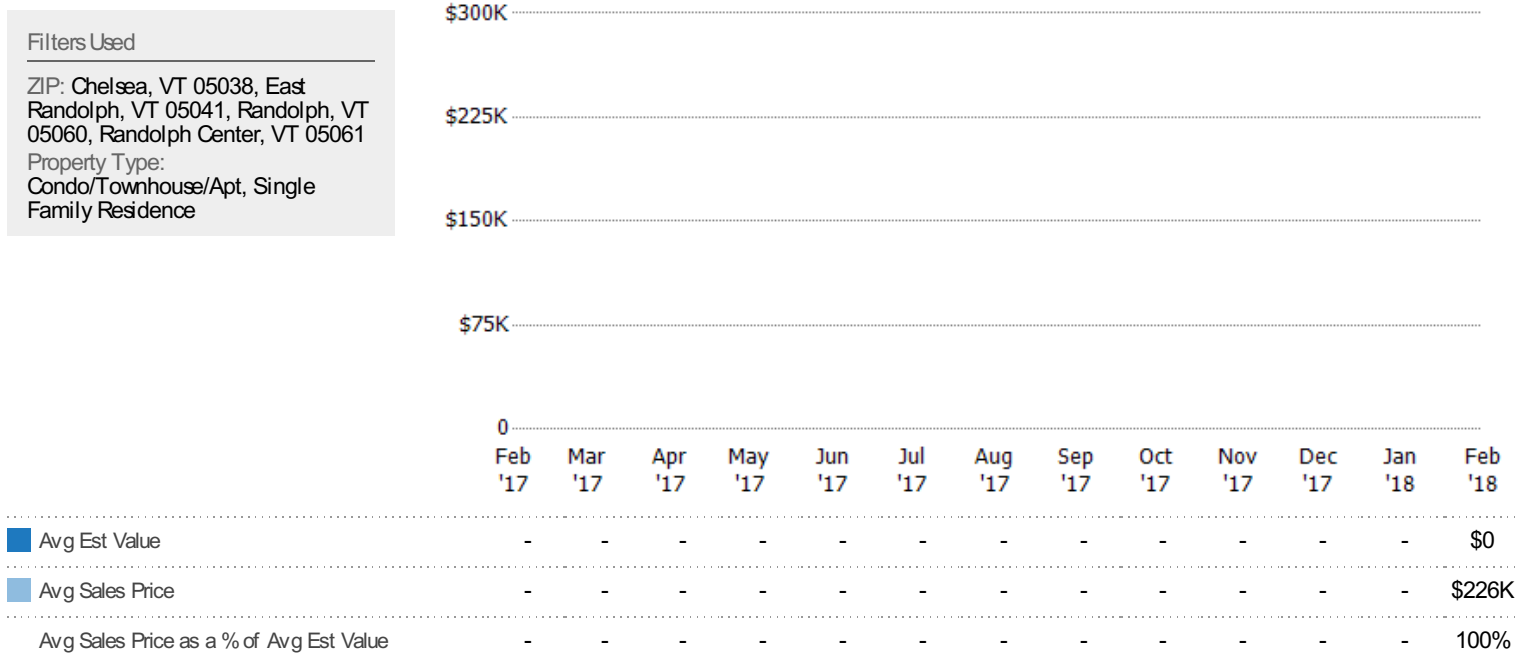 Filters Used
ZIP: Chelsea, VT 05038, East
Randolph, VT 05041, Randolph, VT
05060, Randolph Center, VT 05061
Property Type:
Condo/Townhouse/Apt, Single
Family Residence
$300K
$225K
$150K
$75K
0
Feb Mar Apr May Jun Jul Aug Sep Oct Nov Dec Jan Feb
'17 '17 '17 '17 '17 '17 '17 '17 '17 '17 '17 '18 '18
Avg Est Value - - - - - - - - - - - - $0
Avg Sales Price - - - - - - - - - - - - $226K
Avg Sales Price as a % of Avg Est Value - - - - - - - - - - - - 100%